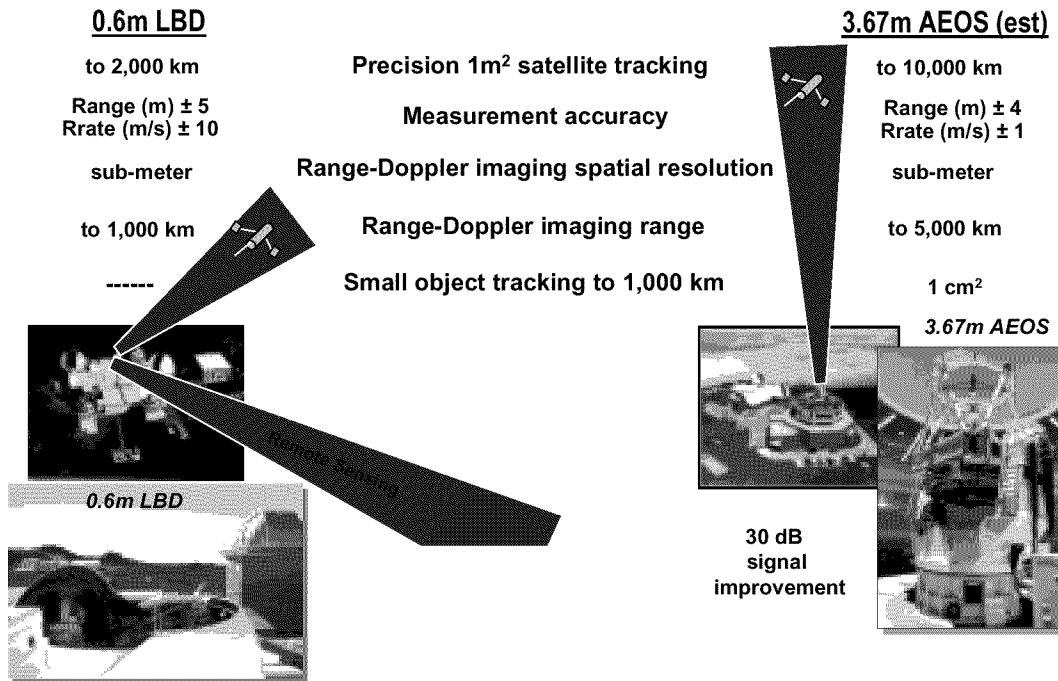 0.6m LBD
3.67m AEOS (est)
to 2,000 km
Precision 1m² satellite tracking
to 10,000 km
Range (m) ± 5
Rrate (m/s) ± 10
Measurement accuracy
Range (m) ± 4
Rrate (m/s) ± 1
sub-meter
Range-Doppler imaging spatial resolution
sub-meter
to 1,000 km
Range-Doppler imaging range
to 5,000 km
------
Small object tracking to 1,000 km
1 cm²
3.67m AEOS
Remote Sensing
0.6m LBD
30 dB
signal
improvement